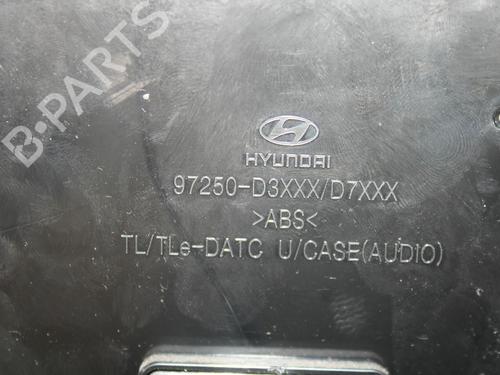 B-PARTS
HYUNDAI
97250-D3XXX/D7XXX
>ABS<
TL/TLe-DATC U/CASE(AUDIO)